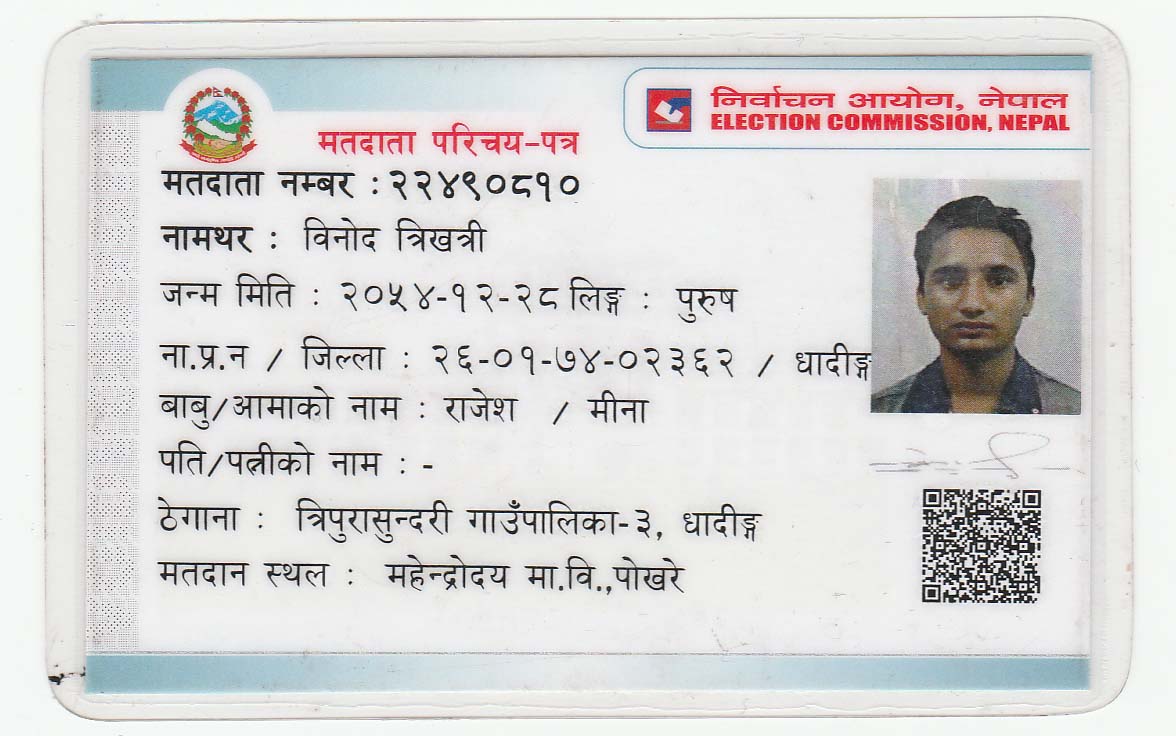 निर्वाचन आयोग, नेपाल
ELECTION COMMISSION, NEPAL
मतदाता परिचय-पत्र
मतदाता नम्बर : २२४९०८१०
नामथर : विनोद त्रिखत्री
जन्म मिति : २०५४-१२-२८ लिङ्ग : पुरुष
ना.प्र.न / जिल्ला : २६-०१-७४-०२३६२ / धादीङ्ग
बाबु/आमाको नाम : राजेश / मीना
पति/पत्नीको नाम : -
ठेगाना : त्रिपुरासुन्दरी गाउँपालिका-३, धादीङ्ग
मतदान स्थल : महेन्द्रोदय मा.वि.,पोखरे